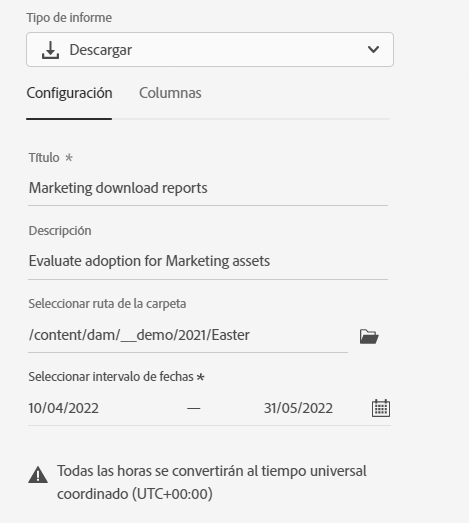 Tipo de informe
Descargar
Configuración Columnas
Título *
Marketing download reports
Descripción
Evaluate adoption for Marketing assets
Seleccionar ruta de la carpeta
/content/dam/__demo/2021/Easter
Seleccionar intervalo de fechas *
10/04/2022 — 31/05/2022
Todas las horas se convertirán al tiempo universal
coordinado (UTC+00:00)